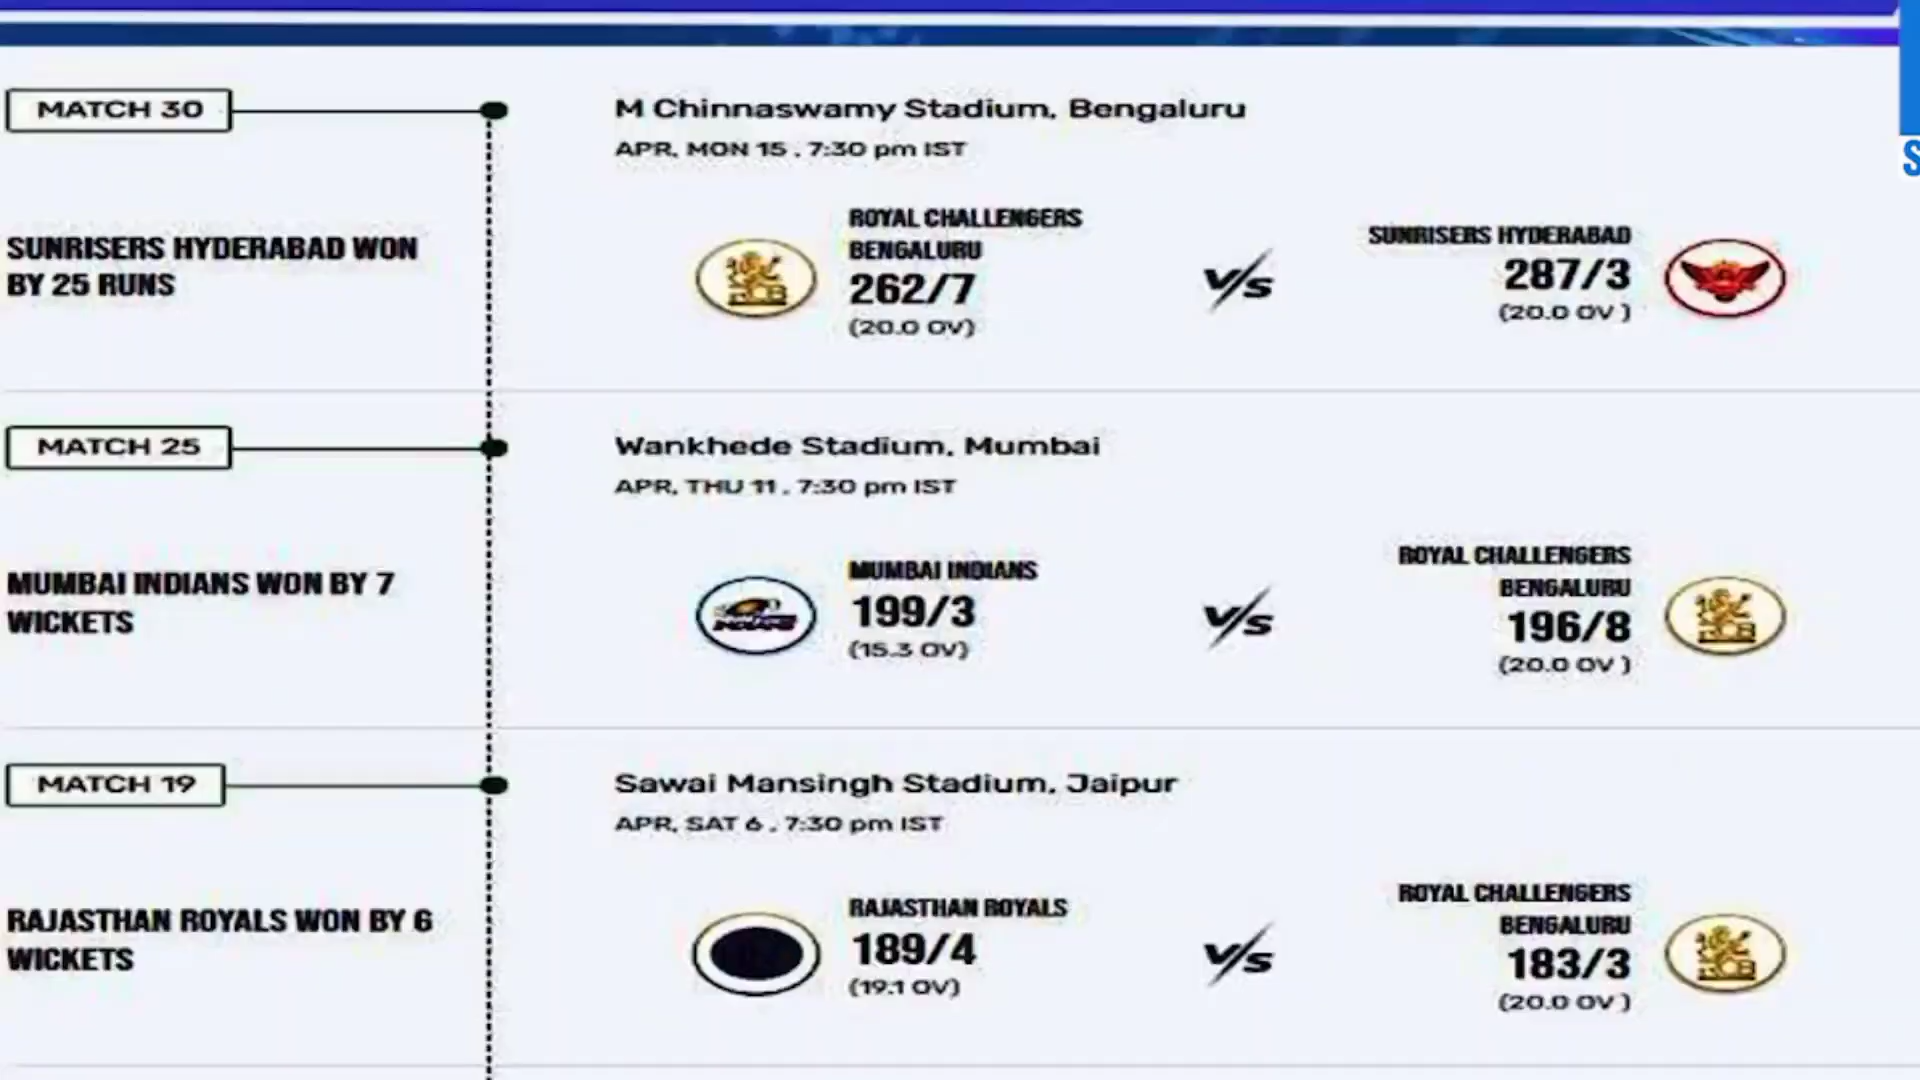 MATCH 30
M Chinnaswamy Stadium, Bengaluru
APR, MON 15 , 7:30 pm IST
SUNRISERS HYDERABAD WON
BY 25 RUNS
ROYAL CHALLENGERS
BENGALURU
262/7
(20.0 OV)
V/S
SUNRISERS HYDERABAD
287/3
(20.0 OV )
MATCH 25
Wankhede Stadium, Mumbai
APR, THU 11 , 7:30 pm IST
MUMBAI INDIANS WON BY 7
WICKETS
MUMBAI INDIANS
199/3
(15.3 OV)
V/S
ROYAL CHALLENGERS
BENGALURU
196/8
(20.0 OV )
MATCH 19
Sawai Mansingh Stadium, Jaipur
APR, SAT 6 , 7:30 pm IST
RAJASTHAN ROYALS WON BY 6
WICKETS
RAJASTHAN ROYALS
189/4
(19.1 OV)
V/S
ROYAL CHALLENGERS
BENGALURU
183/3
(20.0 OV )